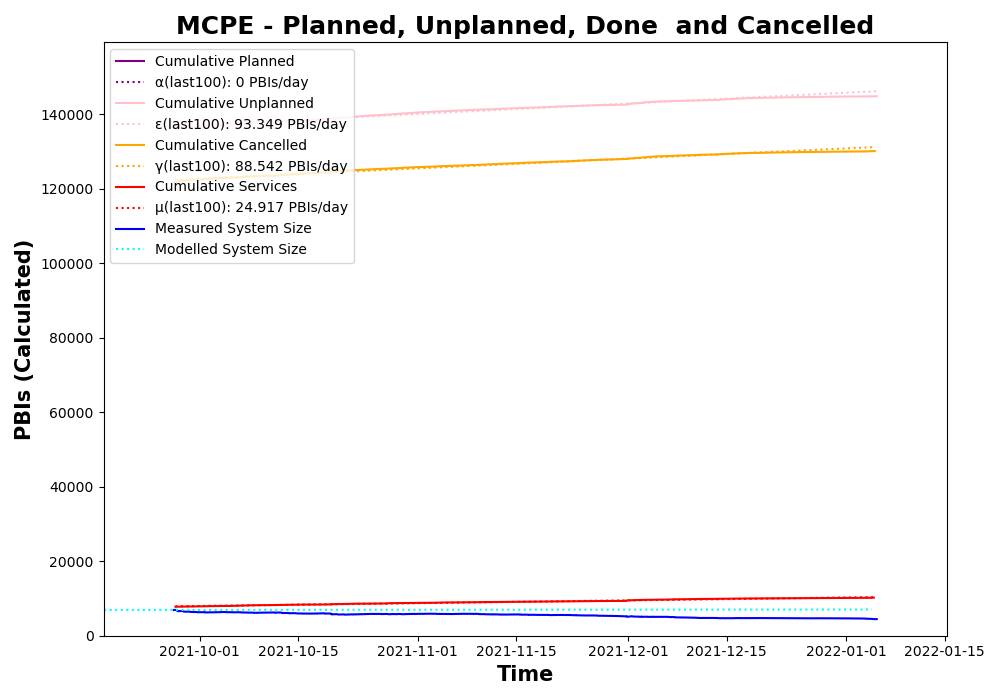 MCPE - Planned, Unplanned, Done  and Cancelled
Cumulative Planned
α(last100): 0 PBIs/day
Cumulative Unplanned
ε(last100): 93.349 PBIs/day
Cumulative Cancelled
γ(last100): 88.542 PBIs/day
Cumulative Services
μ(last100): 24.917 PBIs/day
Measured System Size
Modelled System Size
PBIs (Calculated)
140000
120000
100000
80000
60000
40000
20000
0
2021-10-01 2021-10-15 2021-11-01 2021-11-15 2021-12-01 2021-12-15 2022-01-01 2022-01-15
Time